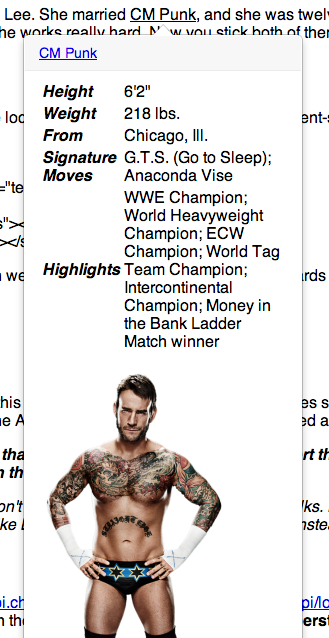 Lee. She married CM Punk, and she was
he works really hard. Now you stick both of
CM Punk
Height 6'2"
Weight 218 lbs.
From Chicago, Ill.
Signature Moves G.T.S. (Go to Sleep);
Anaconda Vise
WWE Champion;
World Heavyweight
Champion; ECW
Champion; World Tag
Highlights Team Champion;
Intercontinental
Champion; Money in
the Bank Ladder
Match winner
STRAIGHT EDGE